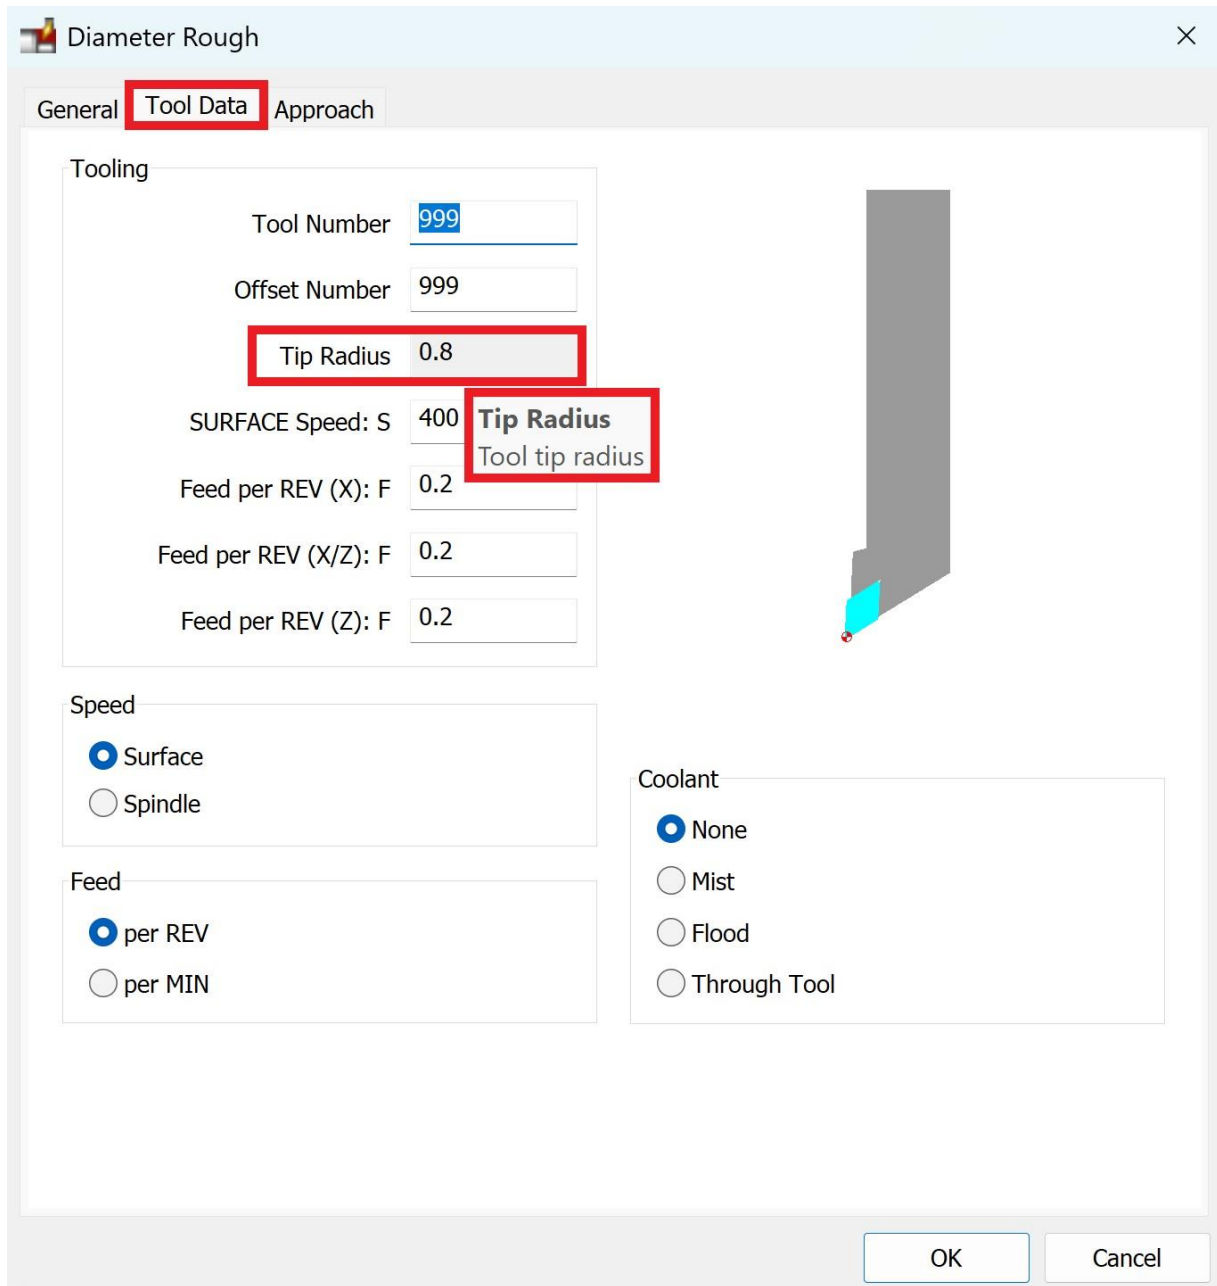 Diameter Rough
General Tool Data Approach
Tooling
Tool Number 999
Offset Number 999
Tip Radius 0.8
SURFACE Speed: S 400
Tip Radius
Tool tip radius
Feed per REV (X): F 0.2
Feed per REV (X/Z): F 0.2
Feed per REV (Z): F 0.2
Speed
Surface
Spindle
Feed
per REV
per MIN
Coolant
None
Mist
Flood
Through Tool
OK Cancel